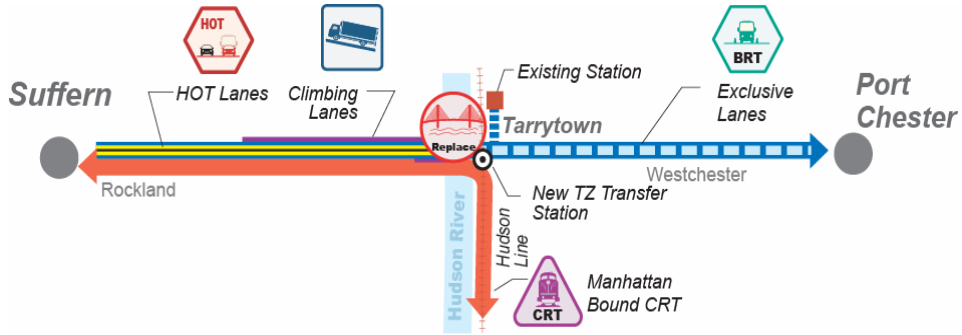 HOT
BRT
Existing Station
Suffern
HOT Lanes
Climbing
Lanes
Exclusive
Lanes
Port
Chester
Tarrytown
Replace
Rockland
Westchester
New TZ Transfer
Station
Hudson River
Hudson
Line
Manhattan
Bound CRT
CRT